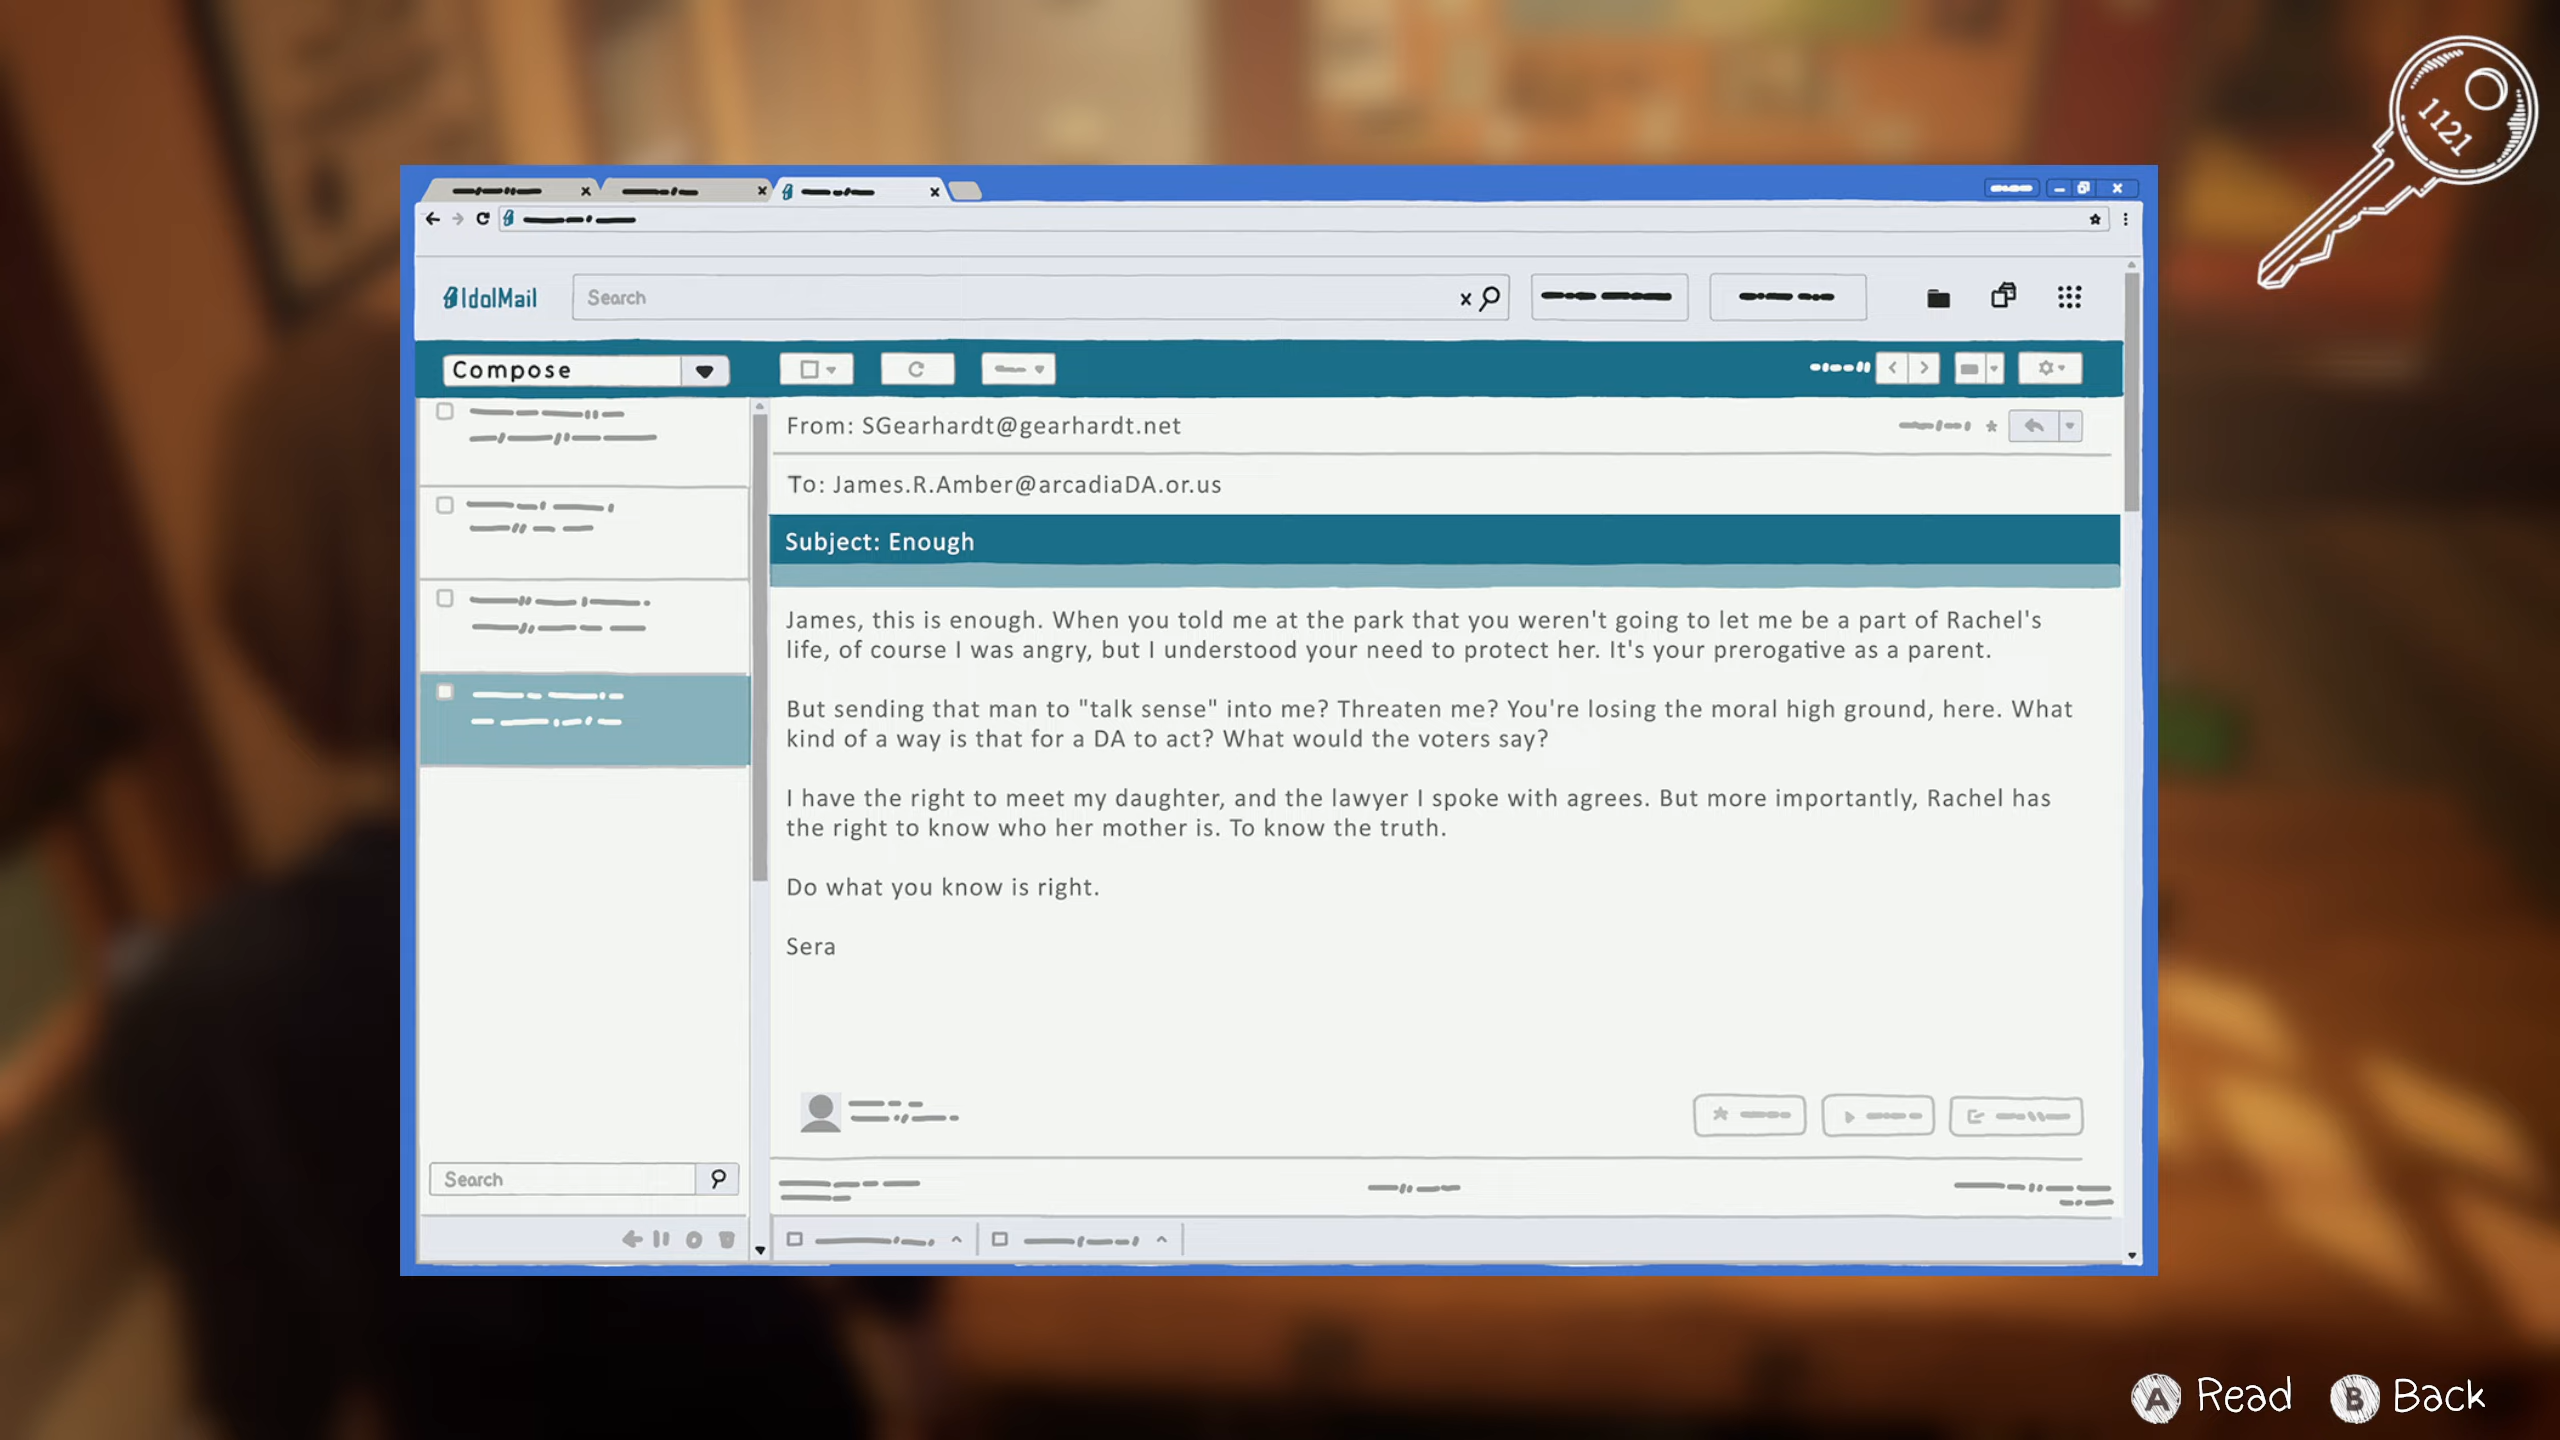 1121
IdolMail
Search
Compose
From: SGearhardt@gearhardt.net
To: James.R.Amber@arcadiaDA.or.us
Subject: Enough
James, this is enough. When you told me at the park that you weren't going to let me be a part of Rachel's
life, of course I was angry, but I understood your need to protect her. It's your prerogative as a parent.
But sending that man to "talk sense" into me? Threaten me? You're losing the moral high ground, here. What
kind of a way is that for a DA to act? What would the voters say?
I have the right to meet my daughter, and the lawyer I spoke with agrees. But more importantly, Rachel has
the right to know who her mother is. To know the truth.
Do what you know is right.
Sera
Search
A Read B Back